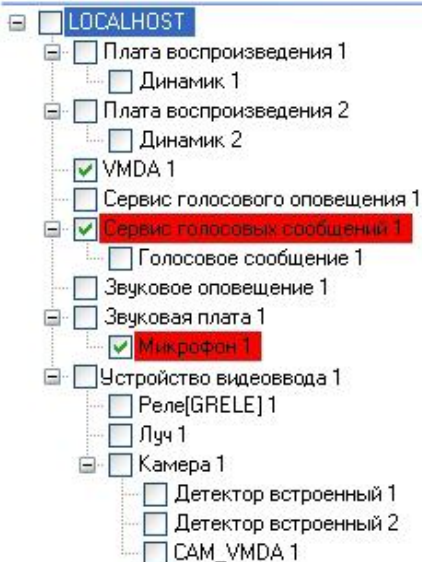 LOCALHOST
Плата воспроизведения 1
Динамик 1
Плата воспроизведения 2
Динамик 2
VMDA 1
Сервис голосового оповещения 1
Сервис голосовых сообщений 1
Голосовое сообщение 1
Звуковое оповещение 1
Звуковая плата 1
Микрофон 1
Устройство видеоввода 1
Реле[GRELE] 1
Луч 1
Камера 1
Детектор встроенный 1
Детектор встроенный 2
CAM_VMDA 1